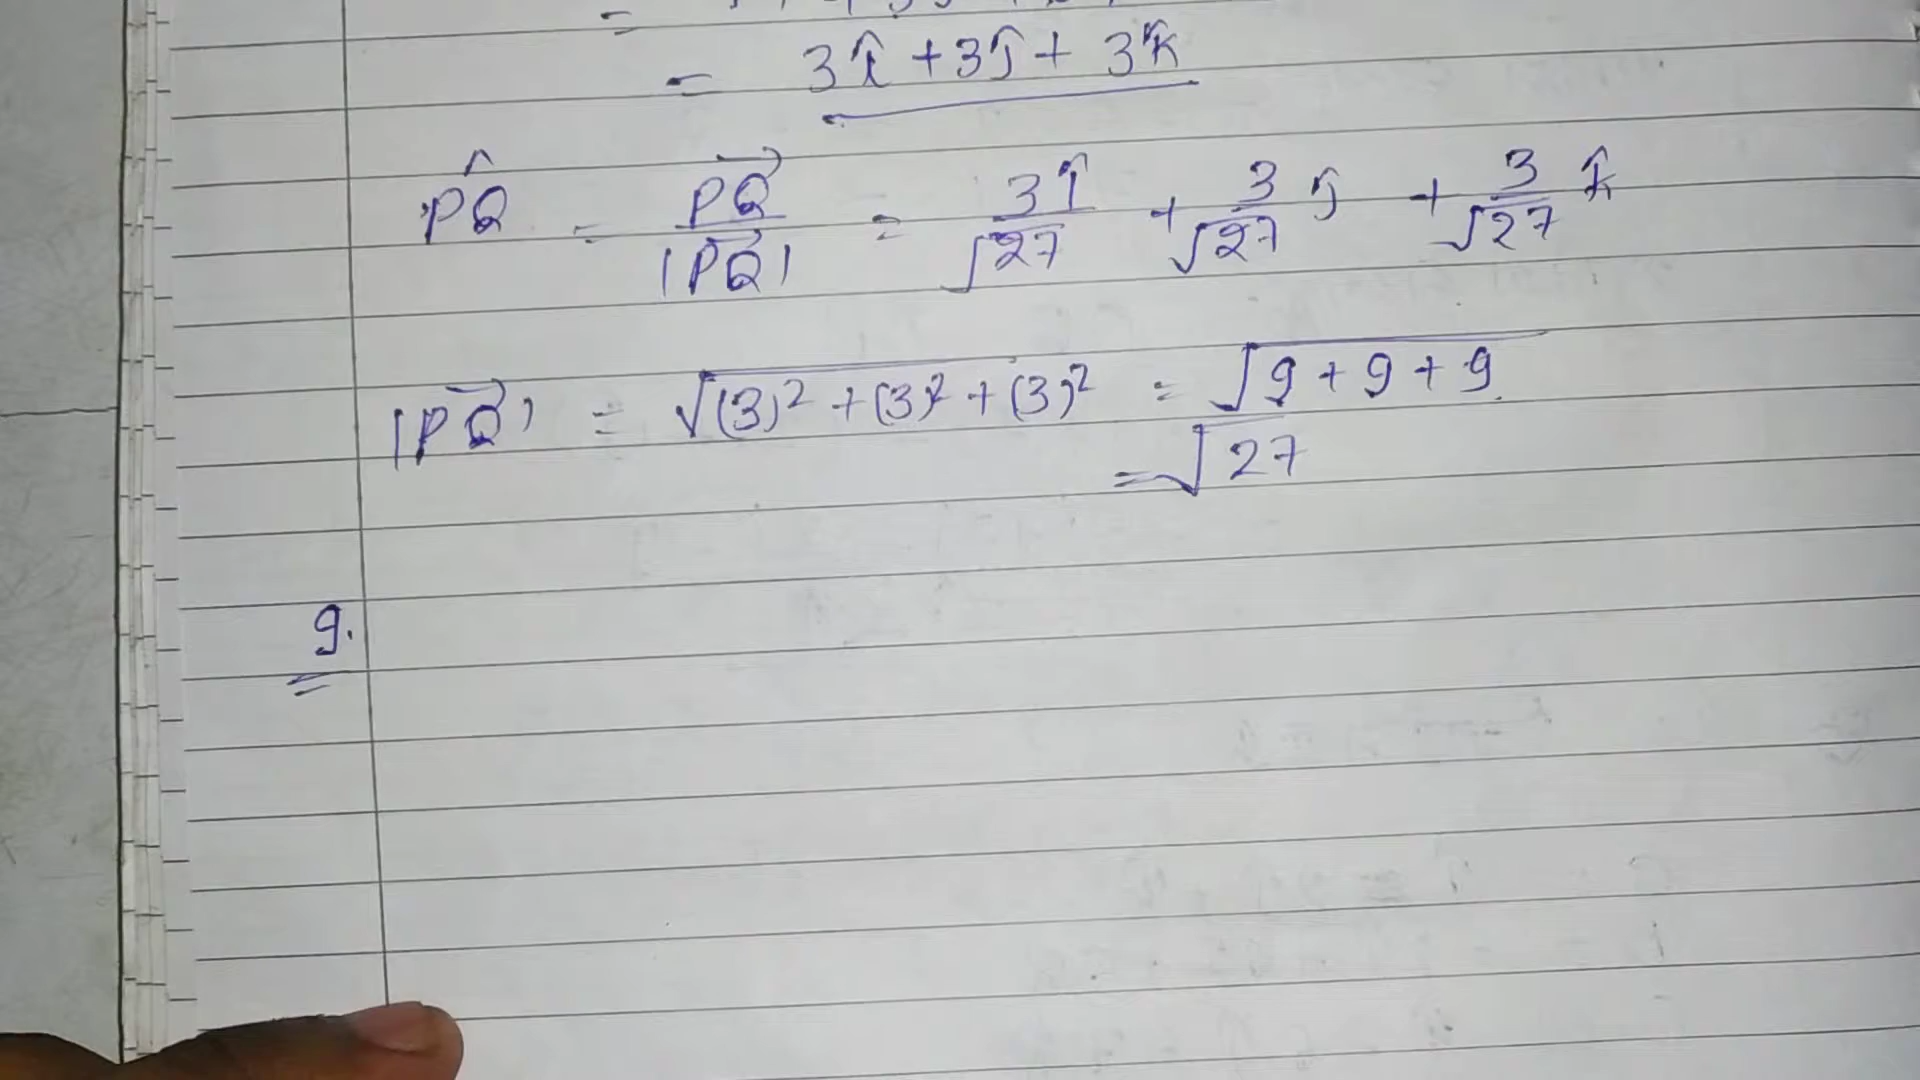 = 3î + 3ĵ + 3k̂
P̂Q = PQ⃗ / |PQ⃗| = 3î/√27 + 3/√27 ĵ + 3/√27 k̂
|PQ⃗| = √(3)² + (3)² + (3)² = √9 + 9 + 9
= √27
9.